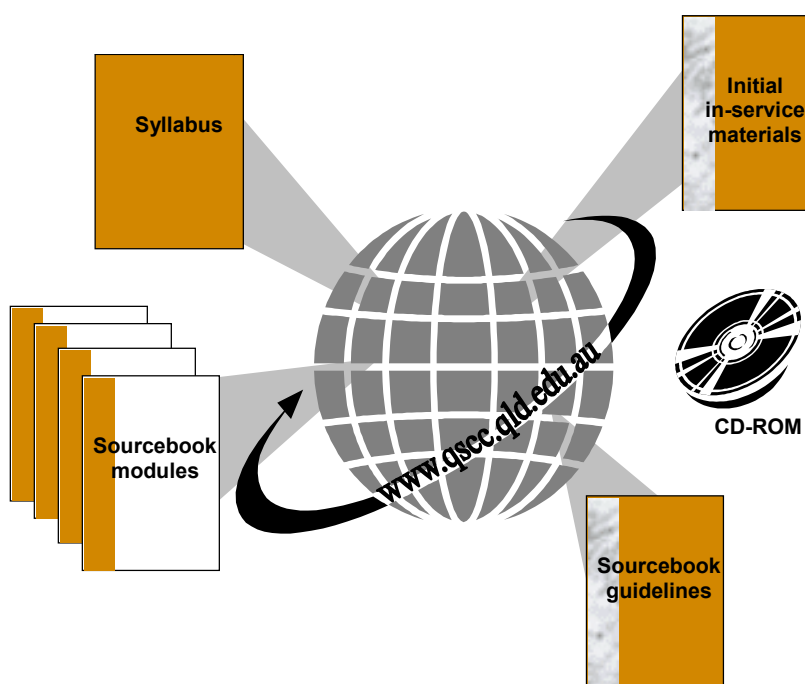 Syllabus
Initial
in-service
materials
Sourcebook
modules
www.qscc.qld.edu.au
CD-ROM
Sourcebook
guidelines